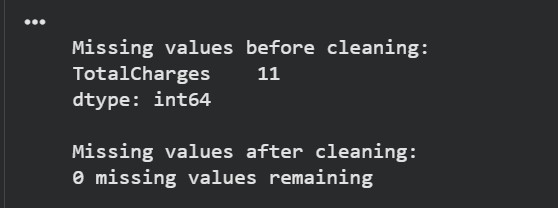 Missing values before cleaning:
TotalCharges    11
dtype: int64

Missing values after cleaning:
0 missing values remaining